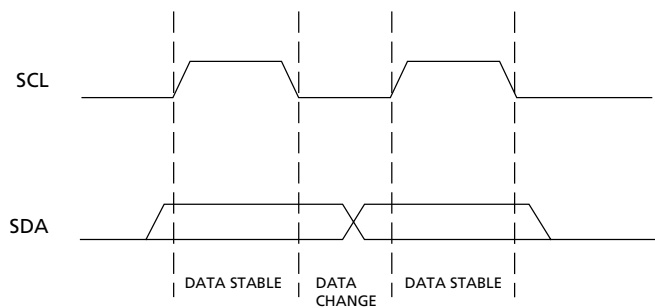 SCL
SDA
DATA STABLE
DATA
CHANGE
DATA STABLE